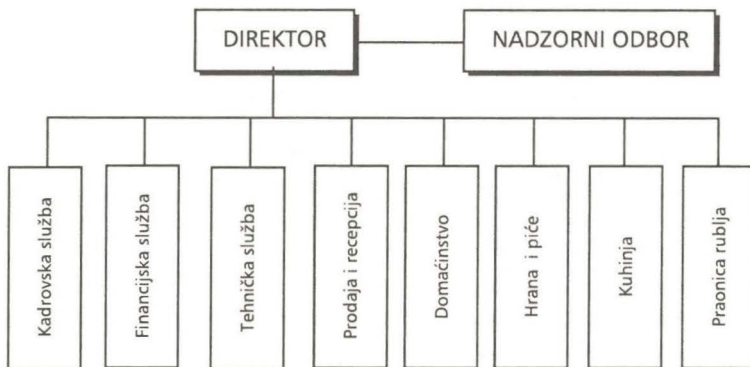 DIREKTOR
NADZORNI ODBOR
Kadrovska služba
Financijska služba
Tehnička služba
Prodaja i recepcija
Domaćinstvo
Hrana i piće
Kuhinja
Praonica rublja